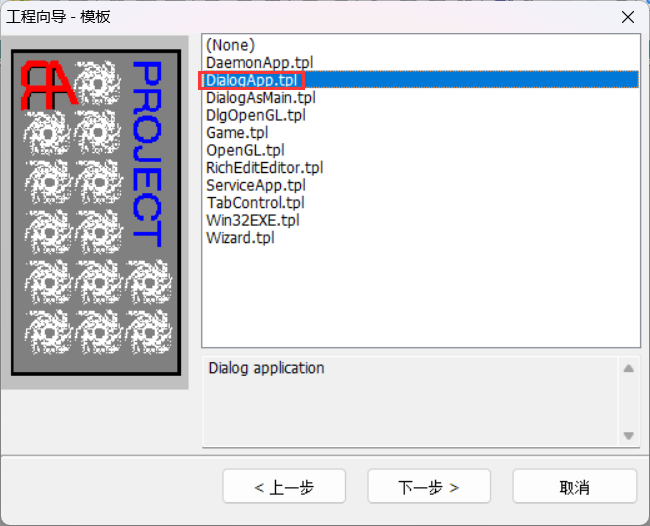 工程向导 - 模板
RA
PROJECT
(None)
DaemonApp.tpl
DialogApp.tpl
DialogAsMain.tpl
DlgOpenGL.tpl
Game.tpl
OpenGL.tpl
RichEditEditor.tpl
ServiceApp.tpl
TabControl.tpl
Win32EXE.tpl
Wizard.tpl
Dialog application
< 上一步
下一步 >
取消